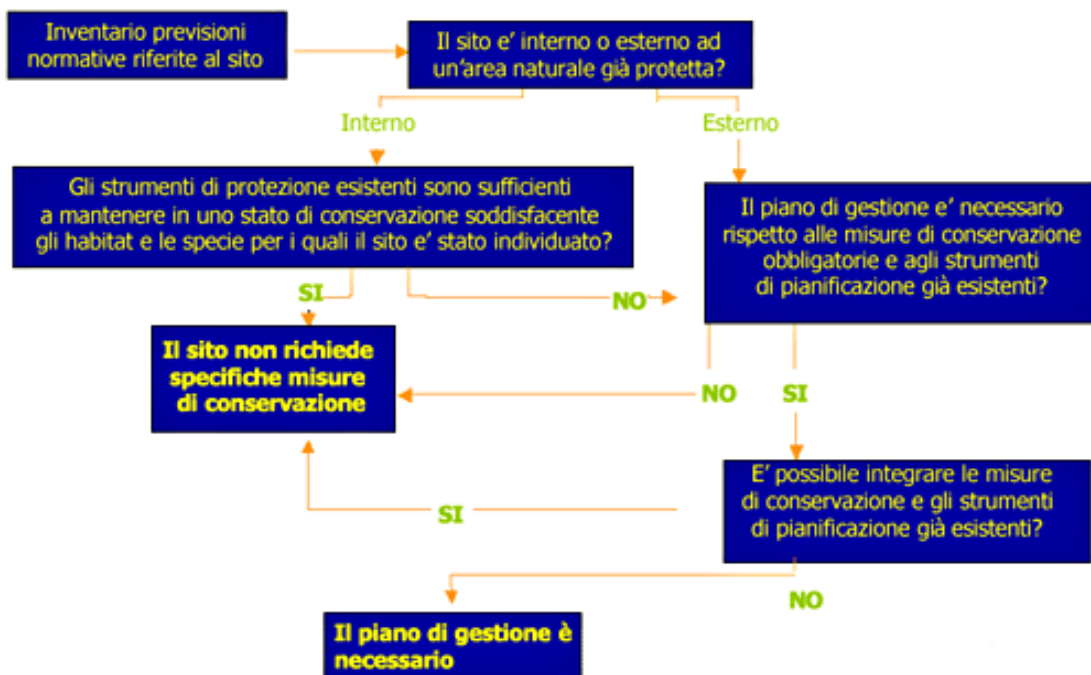 Inventario previsioni
normative riferite al sito
Il sito e' interno o esterno ad
un'area naturale già protetta?
Interno
Esterno
Gli strumenti di protezione esistenti sono sufficienti
a mantenere in uno stato di conservazione soddisfacente
gli habitat e le specie per i quali il sito e' stato individuato?
Il piano di gestione e' necessario
rispetto alle misure di conservazione
obbligatorie e agli strumenti
di pianificazione già esistenti?
SI
NO
Il sito non richiede
specifiche misure
di conservazione
NO
SI
E' possibile integrare le misure
di conservazione e gli strumenti
di pianificazione già esistenti?
SI
NO
Il piano di gestione è
necessario